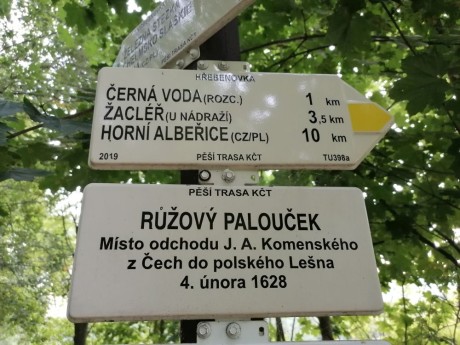 HŘEBENOVKA
ČERNÁ VODA (ROZC.) 1 km
ŽACLÉŘ (U NÁDRAŽÍ) 3,5 km
HORNÍ ALBEŘICE (CZ/PL) 10 km
2019 PĚŠÍ TRASA KČT TU398a
PĚŠÍ TRASA KČT
RŮŽOVÝ PALOUČEK
Místo odchodu J. A. Komenského
z Čech do polského Lešna
4. února 1628